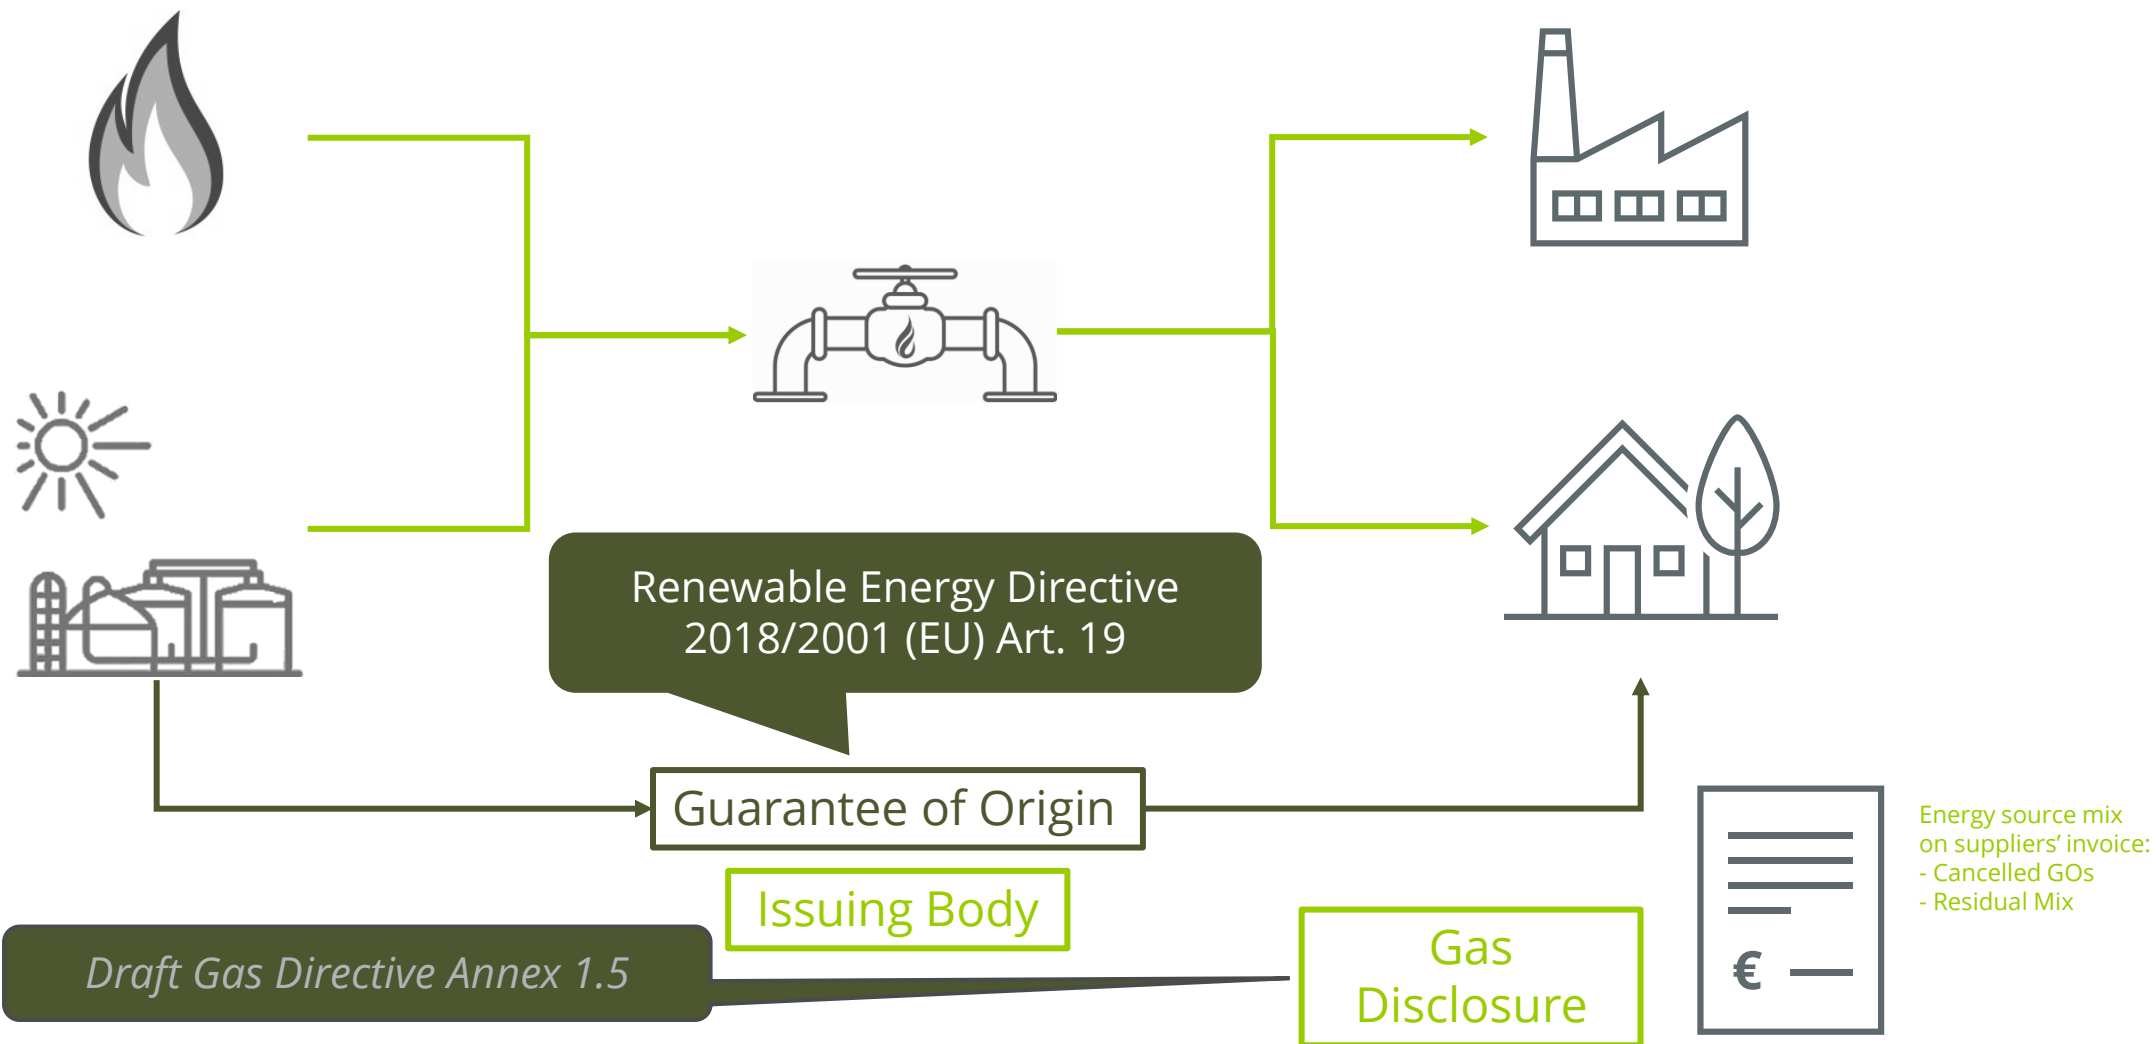 Renewable Energy Directive
2018/2001 (EU) Art. 19
Guarantee of Origin
Issuing Body
Draft Gas Directive Annex 1.5
Gas
Disclosure
€
Energy source mix
on suppliers’ invoice:
- Cancelled GOs
- Residual Mix